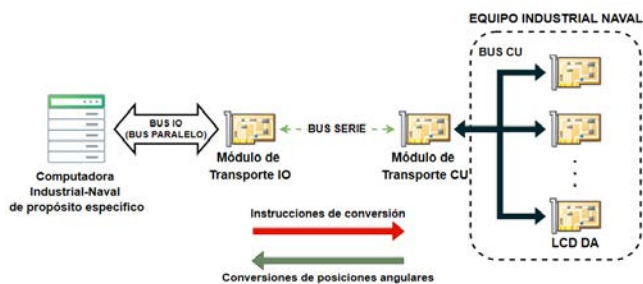 EQUIPO INDUSTRIAL NAVAL
BUS CU
BUS IO
(BUS PARALELO)
BUS SERIE
Computadora
Industrial-Naval
de propósito específico
Módulo de
Transporte IO
Módulo de
Transporte CU
LCD DA
Instrucciones de conversión
Conversiones de posiciones angulares